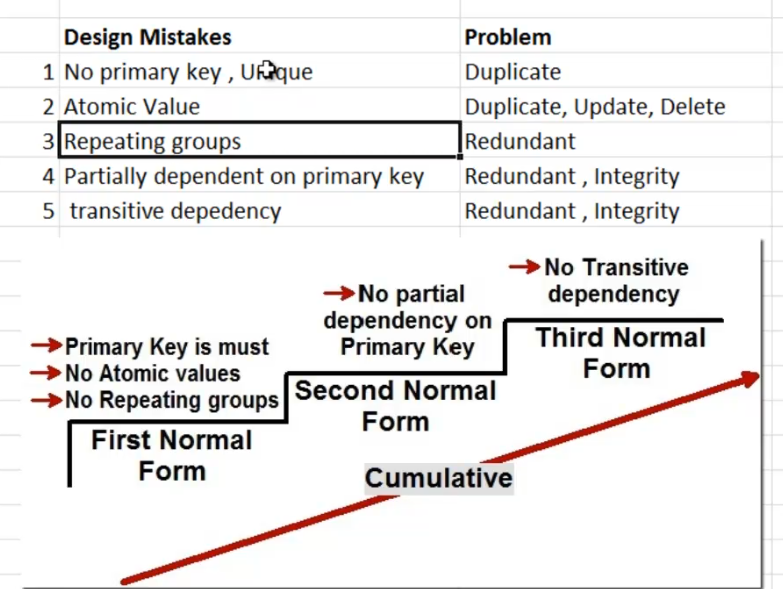 Design Mistakes Problem
1 No primary key , Unique Duplicate
2 Atomic Value Duplicate, Update, Delete
3 Repeating groups Redundant
4 Partially dependent on primary key Redundant , Integrity
5 transitive depedency Redundant , Integrity
No Transitive
dependency
No partial
dependency on
Primary Key
Primary Key is must
No Atomic values
No Repeating groups
Third Normal
Form
Second Normal
Form
First Normal
Form
Cumulative